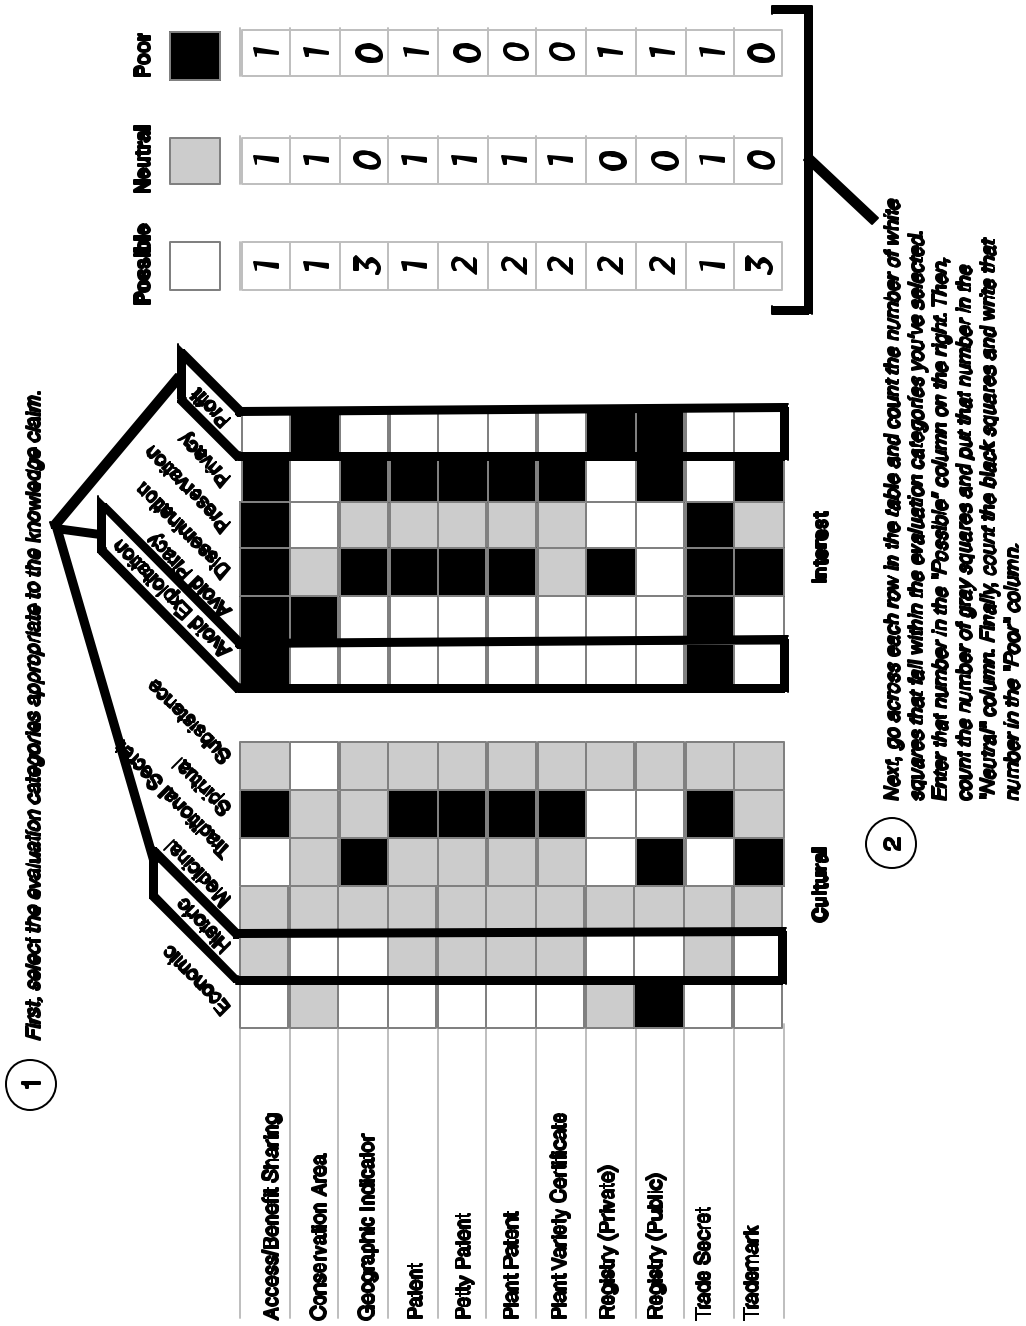 1 First, select the evaluation categories appropriate to the knowledge claim.
Possible Neutral Poor
Economic
Historic
Medicinal
Traditional Secret
Spiritual
Subsistence
Avoid Exploitation
Avoid Piracy
Dissemination
Preservation
Privacy
Profit
Access/Benefit Sharing 1 1 1
Conservation Area 1 1 1
Geographic Indicator 3 0 0
Patent 1 1 1
Petty Patent 2 1 0
Plant Patent 2 1 0
Plant Variety Certificate 2 1 0
Registry (Private) 2 0 1
Registry (Public) 2 0 1
Trade Secret 1 1 1
Trademark 3 0 0
Cultural Interest
2 Next, go across each row in the table and count the number of white
squares that fall within the evaluation categories you've selected.
Enter that number in the "Possible" column on the right. Then,
count the number of gray squares and put that number in the
"Neutral" column. Finally, count the black squares and write that
number in the "Poor" column.